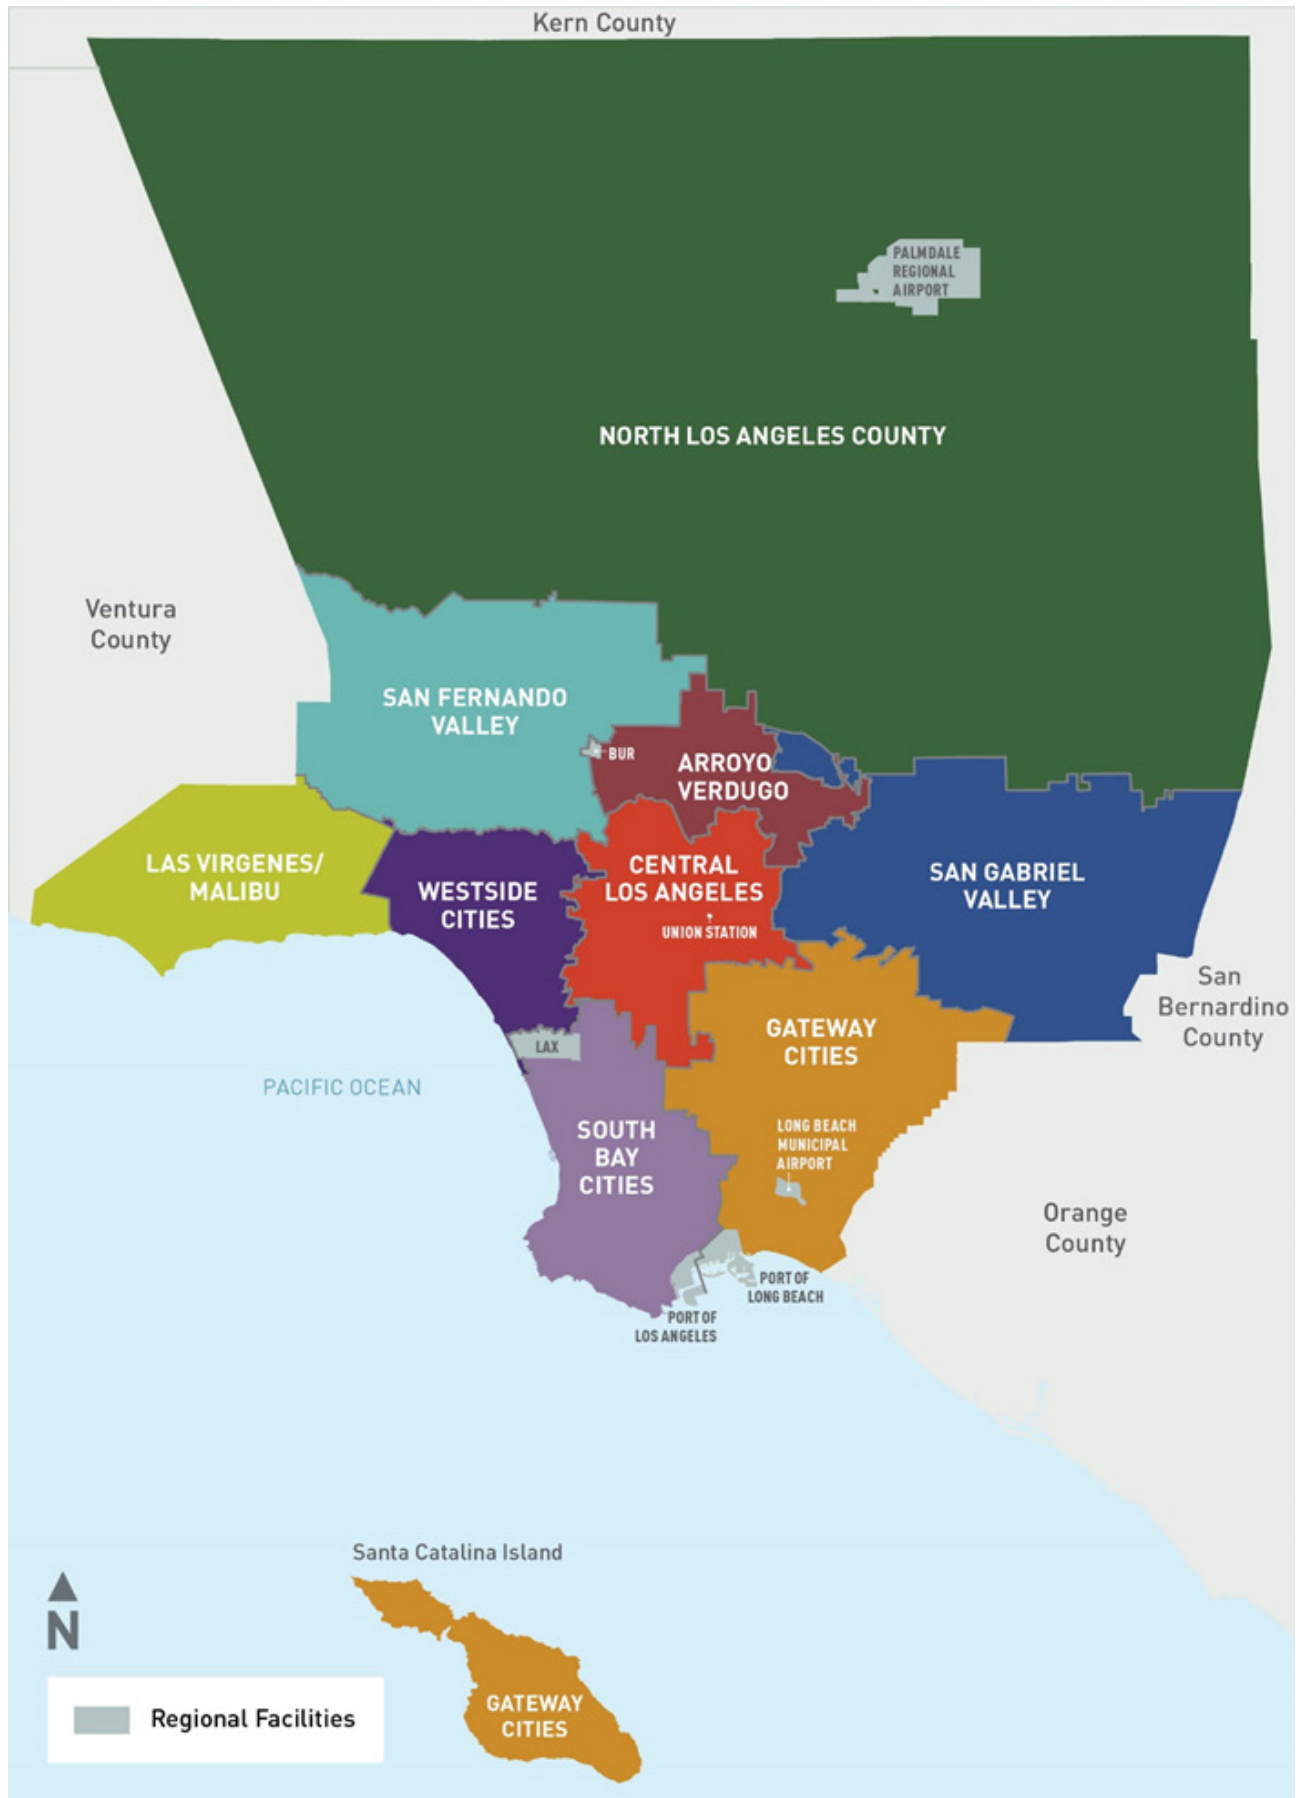 Kern County
PALMDALE
REGIONAL
AIRPORT
NORTH LOS ANGELES COUNTY
Ventura
County
SAN FERNANDO
VALLEY
BUR
ARROYO
VERDUGO
LAS VIRGENES/
MALIBU
WESTSIDE
CITIES
CENTRAL
LOS ANGELES
UNION STATION
SAN GABRIEL
VALLEY
San
Bernardino
County
GATEWAY
CITIES
LAX
PACIFIC OCEAN
SOUTH
BAY
CITIES
LONG BEACH
MUNICIPAL
AIRPORT
Orange
County
PORT OF
LONG BEACH
PORT OF
LOS ANGELES
Santa Catalina Island
N
GATEWAY
CITIES
Regional Facilities